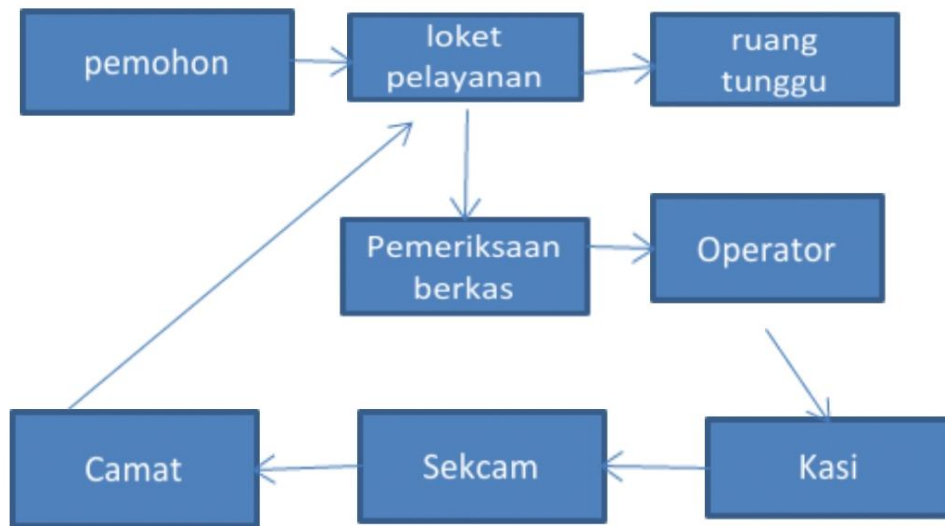 pemohon
loket
pelayanan
ruang
tunggu
Pemeriksaan
berkas
Operator
Camat
Sekcam
Kasi